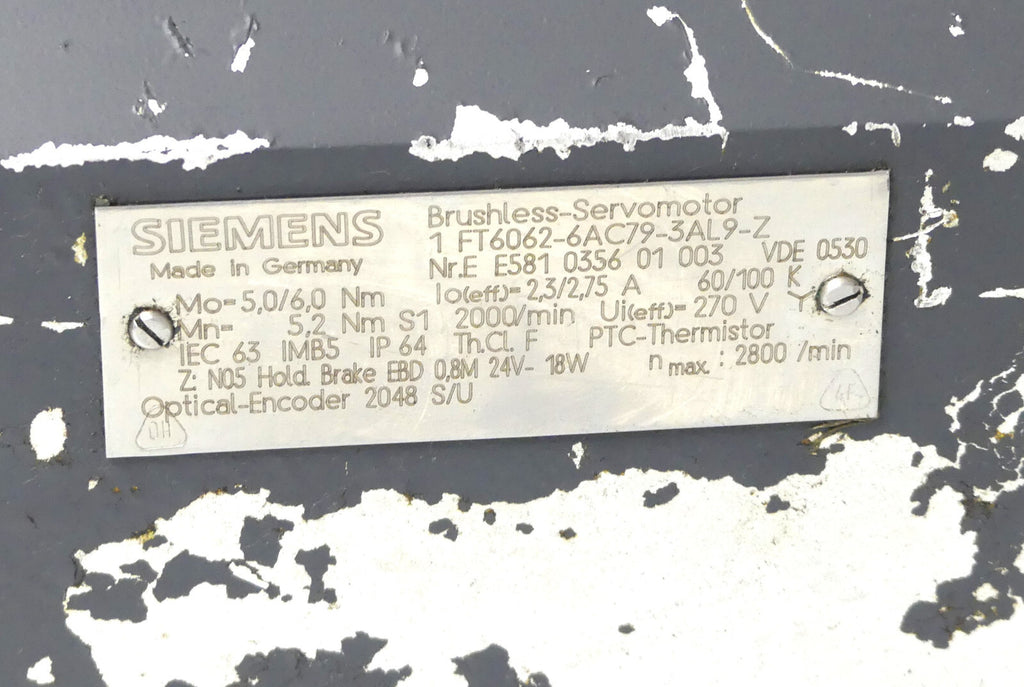 SIEMENS Brushless-Servomotor
1 FT6062-6AC79-3AL9-Z
Made in Germany Nr.E E581 0356 01 003 VDE 0530
Mo=5,0/6,0 Nm Io(eff)=2,3/2,75 A 60/100 K
Mn= 5,2 Nm S1 2000/min Ui(eff)=270 V Y
IEC 63 IMB5 IP 64 Th.Cl. F PTC-Thermistor
Z: N05 Hold. Brake EBD 0,8M 24V- 18W nmax. : 2800 /min
Optical-Encoder 2048 S/U